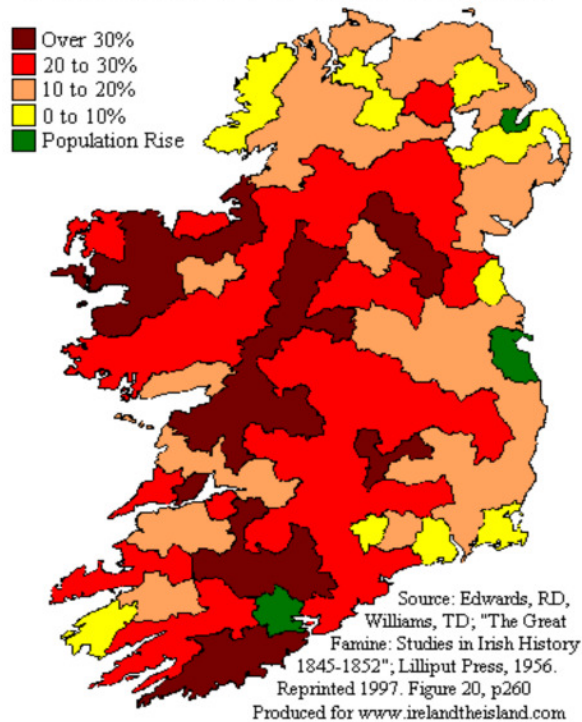 Over 30%
20 to 30%
10 to 20%
0 to 10%
Population Rise
Source: Edwards, RD,
Williams, TD; "The Great
Famine: Studies in Irish History
1845-1852"; Lilliput Press, 1956.
Reprinted 1997. Figure 20, p260
Produced for www.irelandtheisland.com